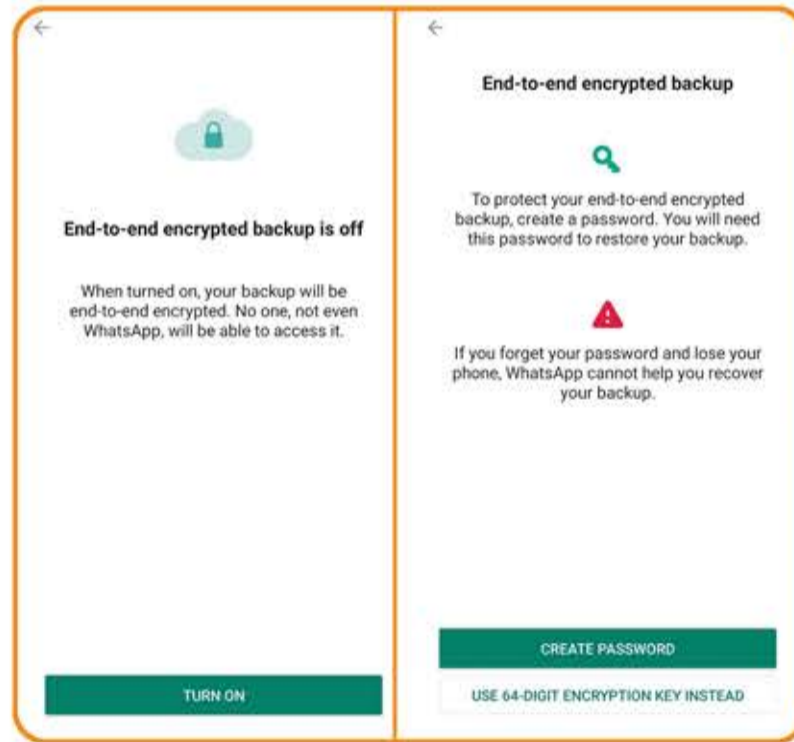 End-to-end encrypted backup is off
When turned on, your backup will be
end-to-end encrypted. No one, not even
WhatsApp, will be able to access it.
TURN ON
End-to-end encrypted backup
To protect your end-to-end encrypted
backup, create a password. You will need
this password to restore your backup.
If you forget your password and lose your
phone, WhatsApp cannot help you recover
your backup.
CREATE PASSWORD
USE 64-DIGIT ENCRYPTION KEY INSTEAD